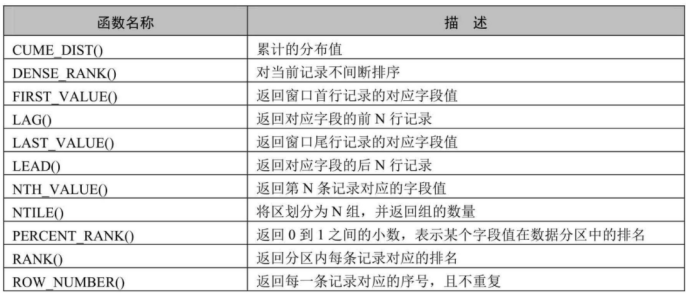 函数名称 描 述
CUME_DIST() 累计的分布值
DENSE_RANK() 对当前记录不间断排序
FIRST_VALUE() 返回窗口首行记录的对应字段值
LAG() 返回对应字段的前 N 行记录
LAST_VALUE() 返回窗口尾行记录的对应字段值
LEAD() 返回对应字段的后 N 行记录
NTH_VALUE() 返回第 N 条记录对应的字段值
NTILE() 将区划分为 N 组，并返回组的数量
PERCENT_RANK() 返回 0 到 1 之间的小数，表示某个字段值在数据分区中的排名
RANK() 返回分区内每条记录对应的排名
ROW_NUMBER() 返回每一条记录对应的序号，且不重复